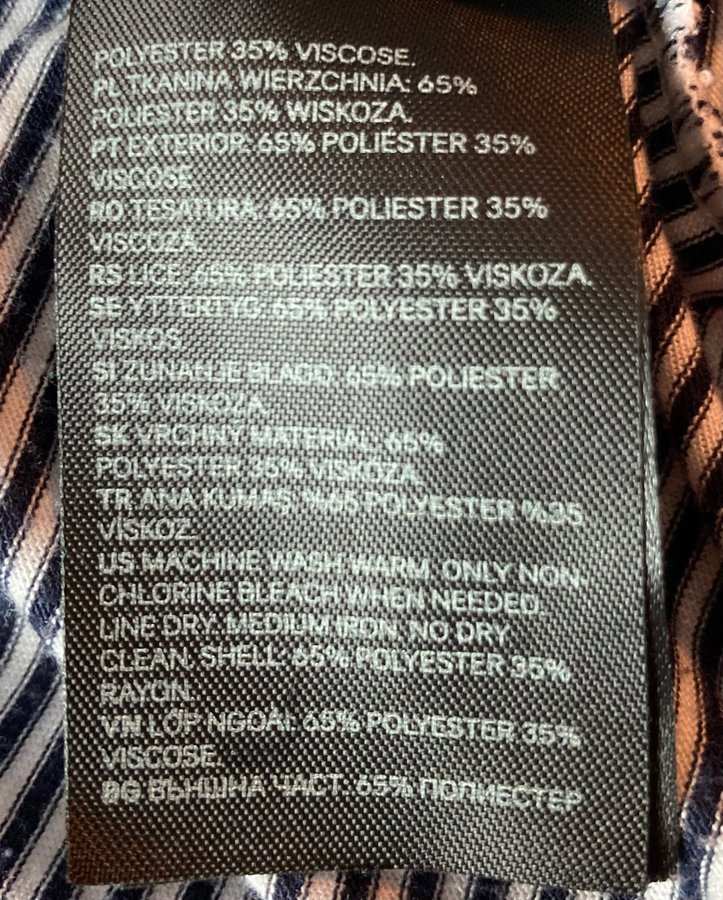 POLYESTER 35% VISCOSE.
PL TKANINA WIERZCHNIA: 65%
POLIESTER 35% WISKOZA.
PT EXTERIOR: 65% POLIÉSTER 35%
VISCOSE
RO TESATURA: 65% POLIESTER 35%
VISCOZA.
RS LICE: 65% POLIESTER 35% VISKOZA.
SE YTTERTYG: 65% POLYESTER 35%
VISKOS
SI ZUNANJE BLAGO: 65% POLIESTER
35% VISKOZA
SK VRCHNÝ MATERIÁL: 65%
POLYESTER 35% VISKÓZA
TR ANA KUMAŞ: %65 POLYESTER %35
VİSKOZ.
US MACHINE WASH WARM. ONLY NON-
CHLORINE BLEACH WHEN NEEDED.
LINE DRY. MEDIUM IRON. NO DRY
CLEAN. SHELL: 65% POLYESTER 35%
RAYON.
VN LỚP NGOÀI: 65% POLYESTER 35%
VISCOSE.
BG ВЪНШНА ЧАСТ: 65% ПОЛИЕСТЕР